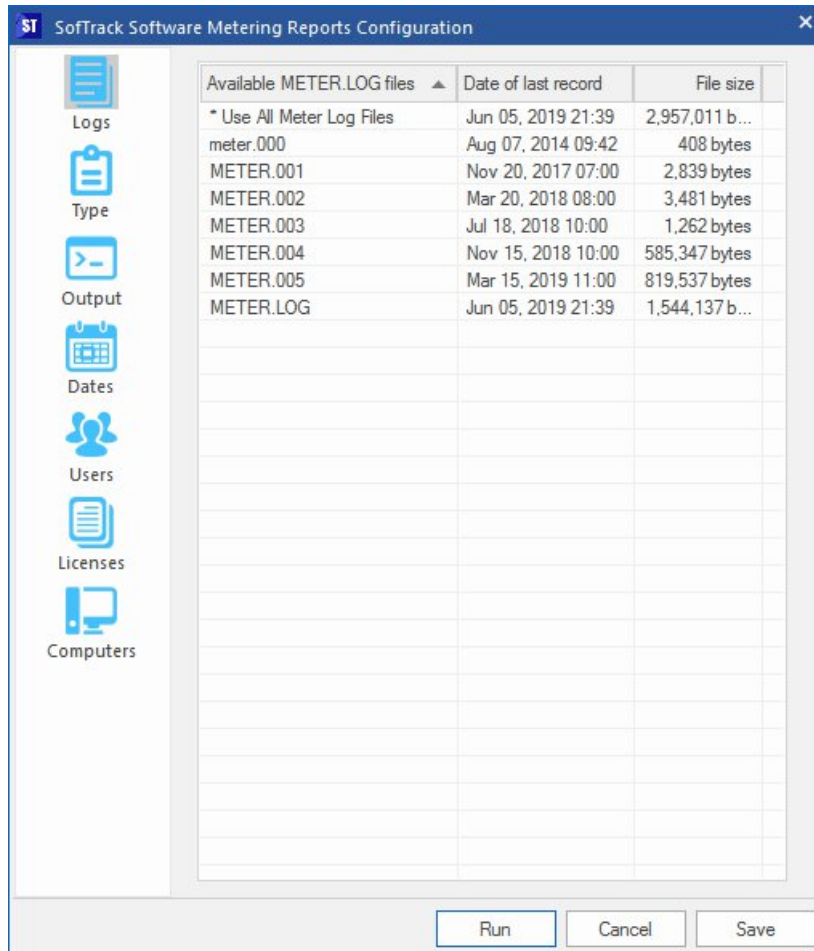 ST SofTrack Software Metering Reports Configuration
Logs
Type
Output
Dates
Users
Licenses
Computers
Available METER.LOG files Date of last record File size
* Use All Meter Log Files Jun 05, 2019 21:39 2,957,011 b...
meter.000 Aug 07, 2014 09:42 408 bytes
METER.001 Nov 20, 2017 07:00 2,839 bytes
METER.002 Mar 20, 2018 08:00 3,481 bytes
METER.003 Jul 18, 2018 10:00 1,262 bytes
METER.004 Nov 15, 2018 10:00 585,347 bytes
METER.005 Mar 15, 2019 11:00 819,537 bytes
METER.LOG Jun 05, 2019 21:39 1,544,137 b...
Run Cancel Save